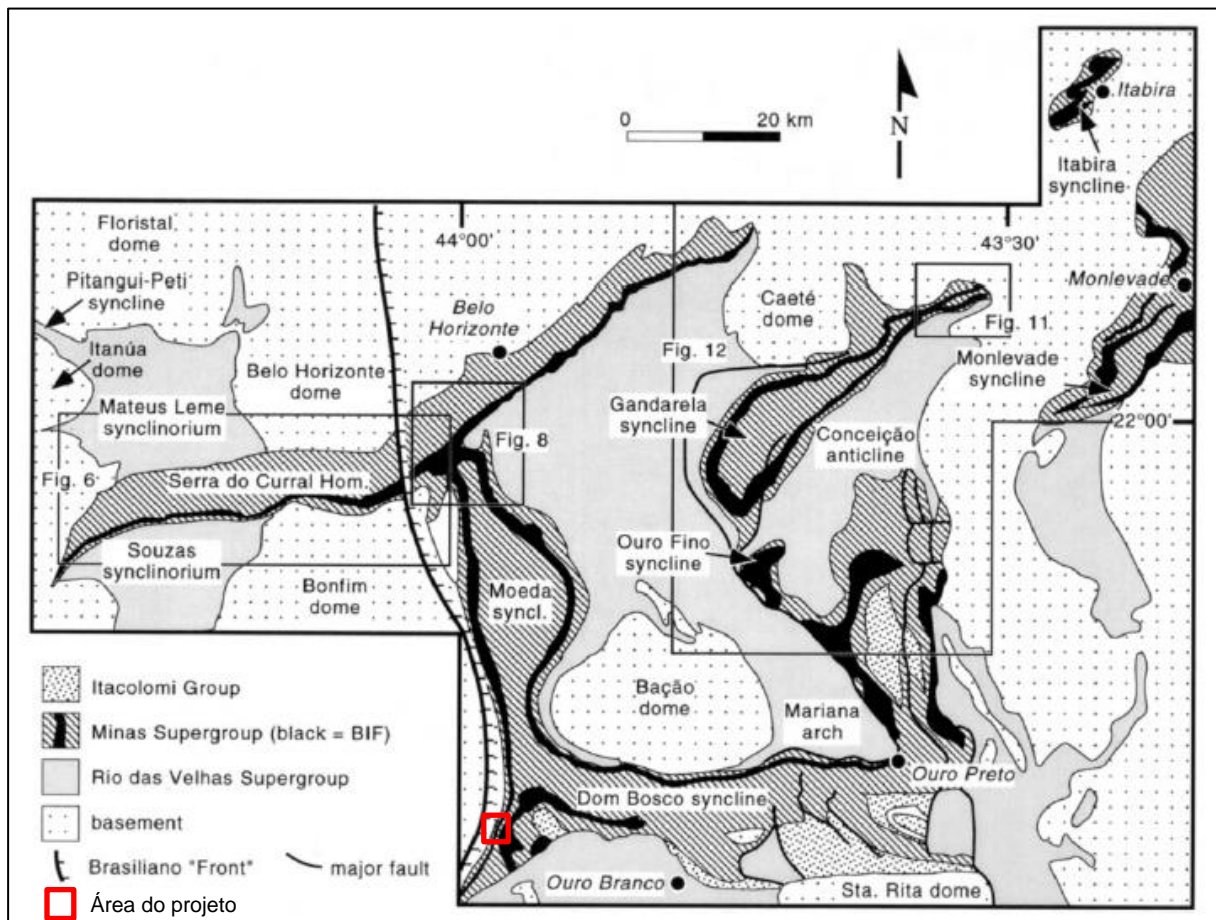 0 20 km
N
Itabira
Itabira
syncline
Floristal
dome
44°00'
43°30'
Pitangui-Peti
syncline
Monlevade
Belo
Horizonte
Caeté
dome
Fig. 11
Itanúa
dome
Fig. 12
Belo Horizonte
dome
Monlevade
syncline
Mateus Leme
synclinorium
Gandarela
syncline
22°00'
Conceição
anticline
Fig. 8
Fig. 6
Serra do Curral Hom.
Souzas
synclinorium
Ouro Fino
syncline
Bonfim
dome
Moeda
syncl.
Itacolomi Group
Bação
dome
Mariana
arch
Minas Supergroup (black = BIF)
Ouro Preto
Rio das Velhas Supergroup
Dom Bosco syncline
basement
Brasiliano "Front"
major fault
Ouro Branco
Sta. Rita dome
Área do projeto